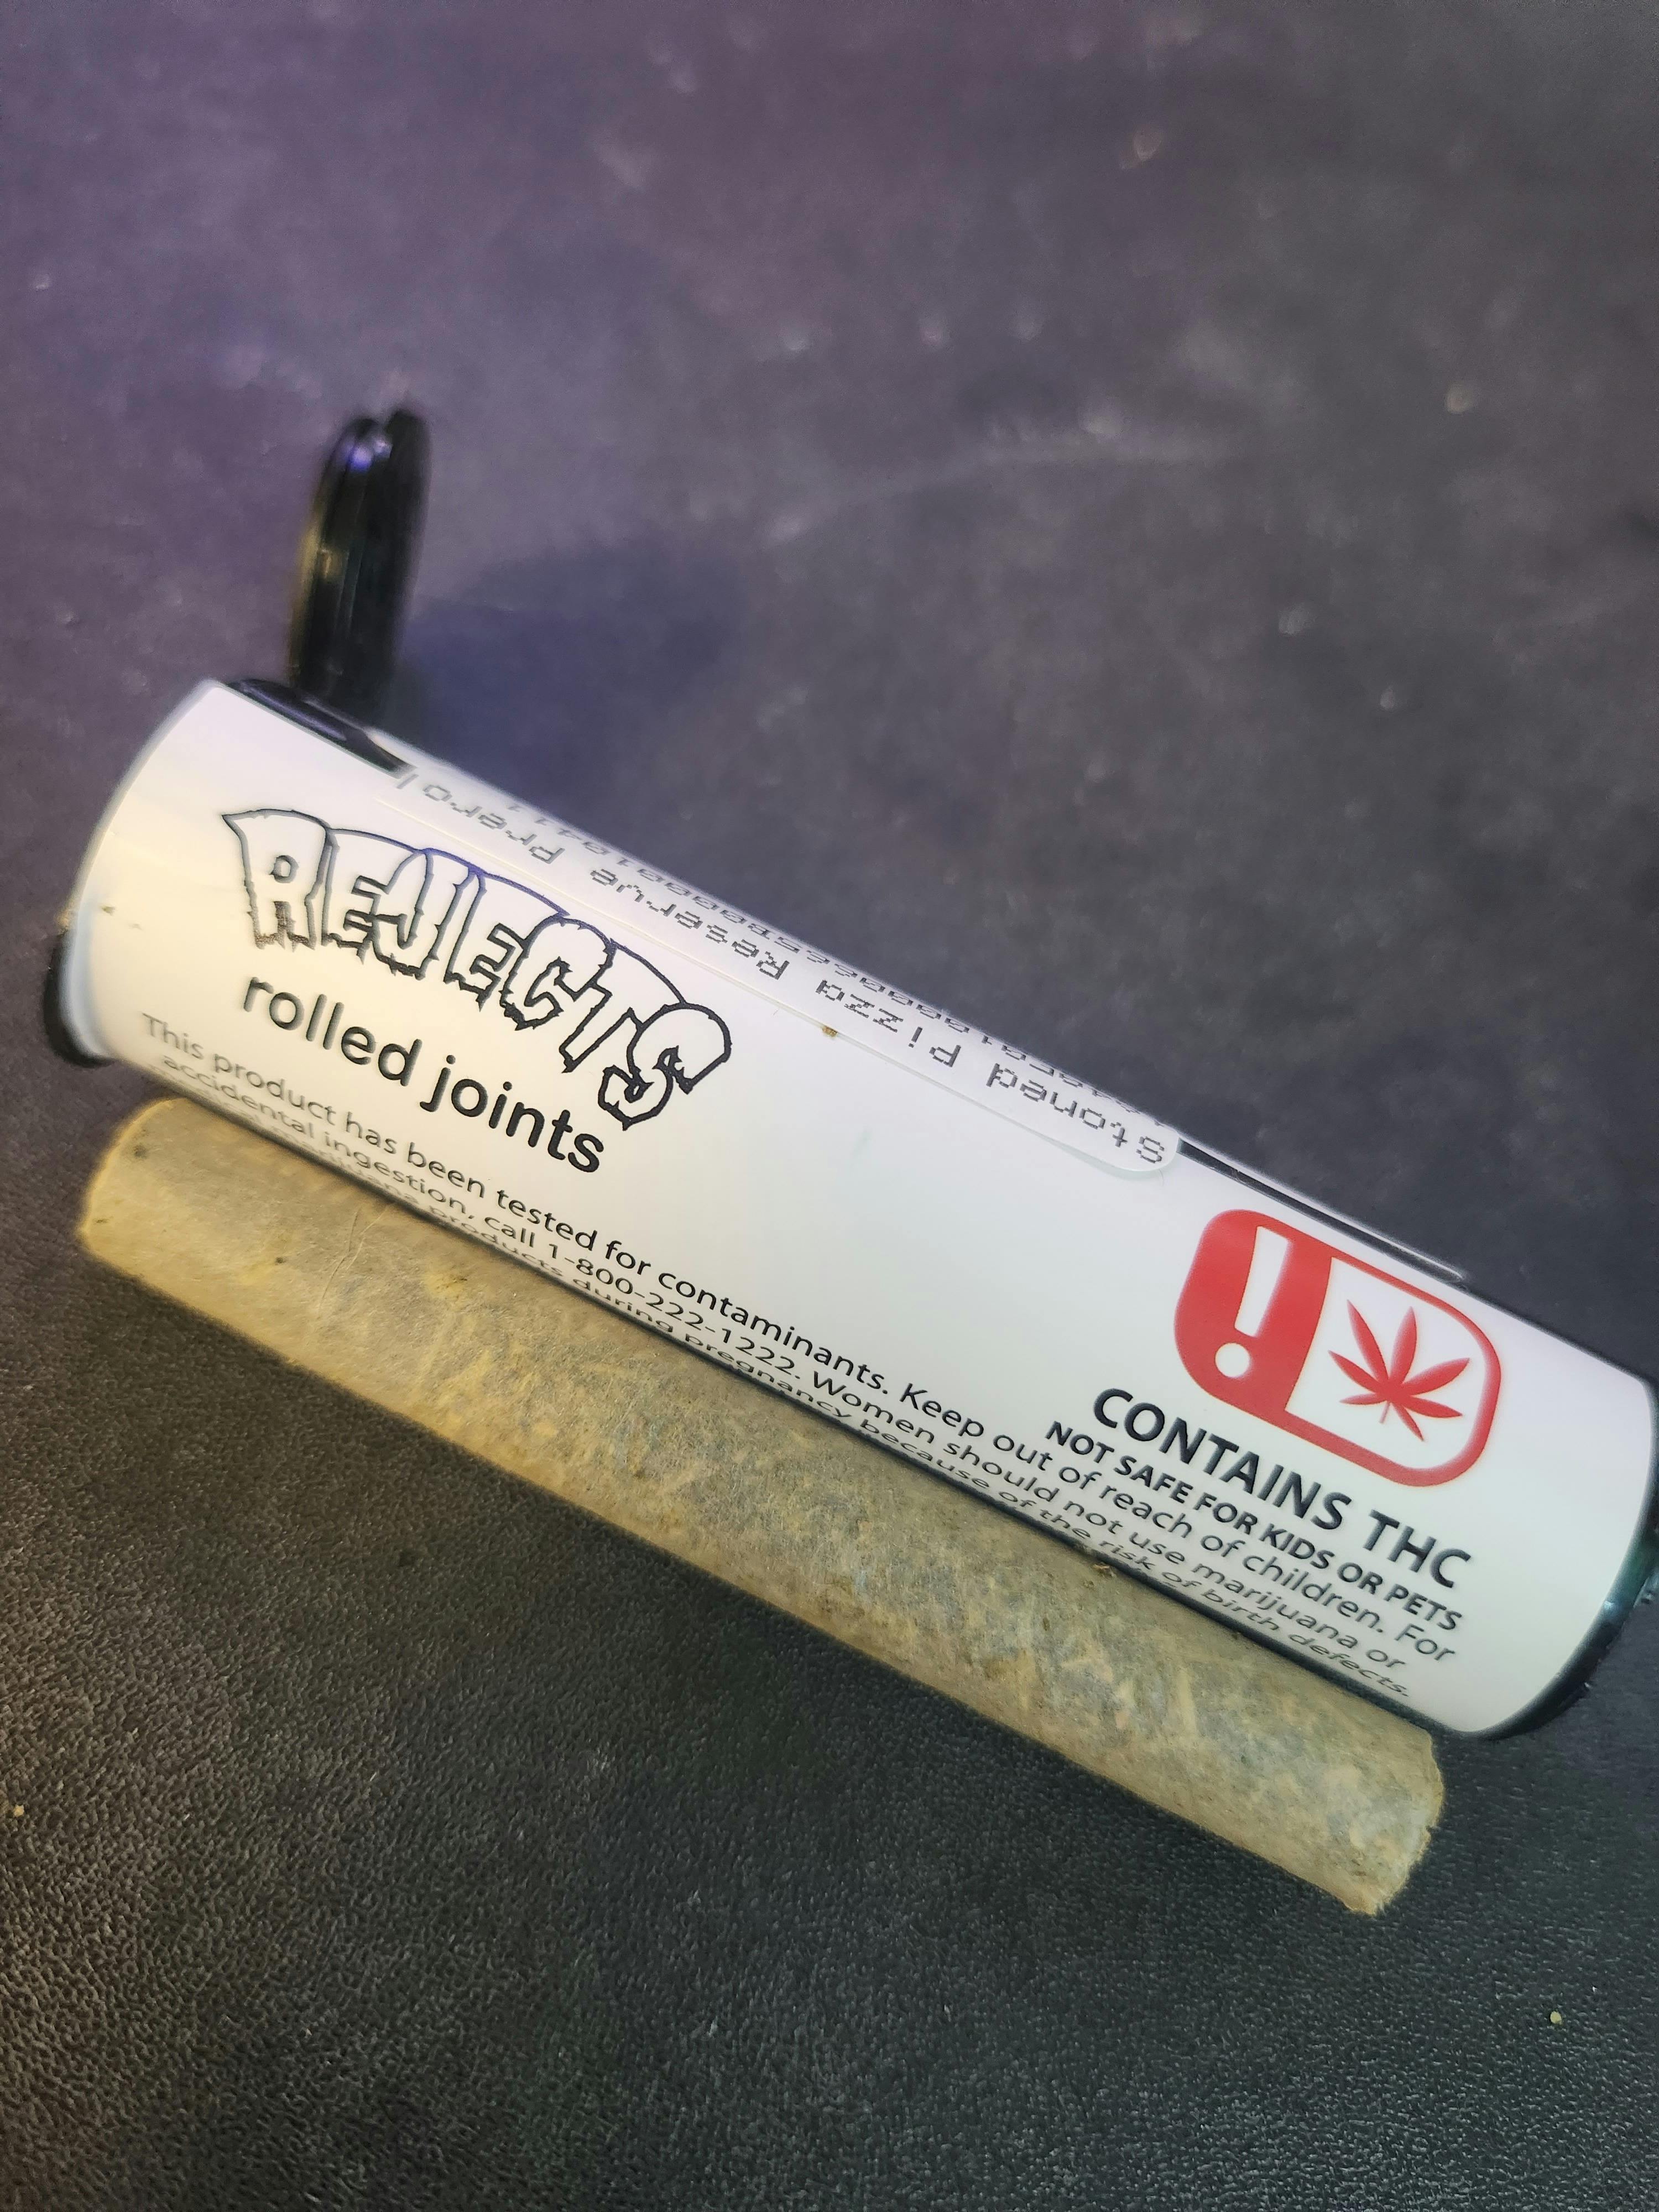 REJECTS
rolled joints
CONTAINS THC
NOT SAFE FOR KIDS OR PETS
This product has been tested for contaminants. Keep out of reach of children. For
accidental ingestion, call 1-800-222-1222. Women should not use marijuana or
marijuana products during pregnancy because of the risk of birth defects.
Stoned Pizza Reserve Preroll